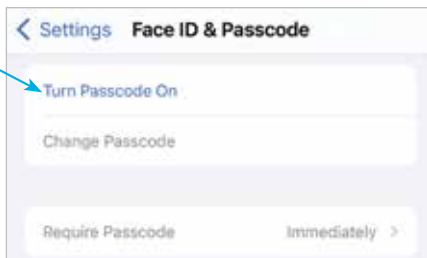 Settings Face ID & Passcode
Turn Passcode On
Change Passcode
Require Passcode Immediately